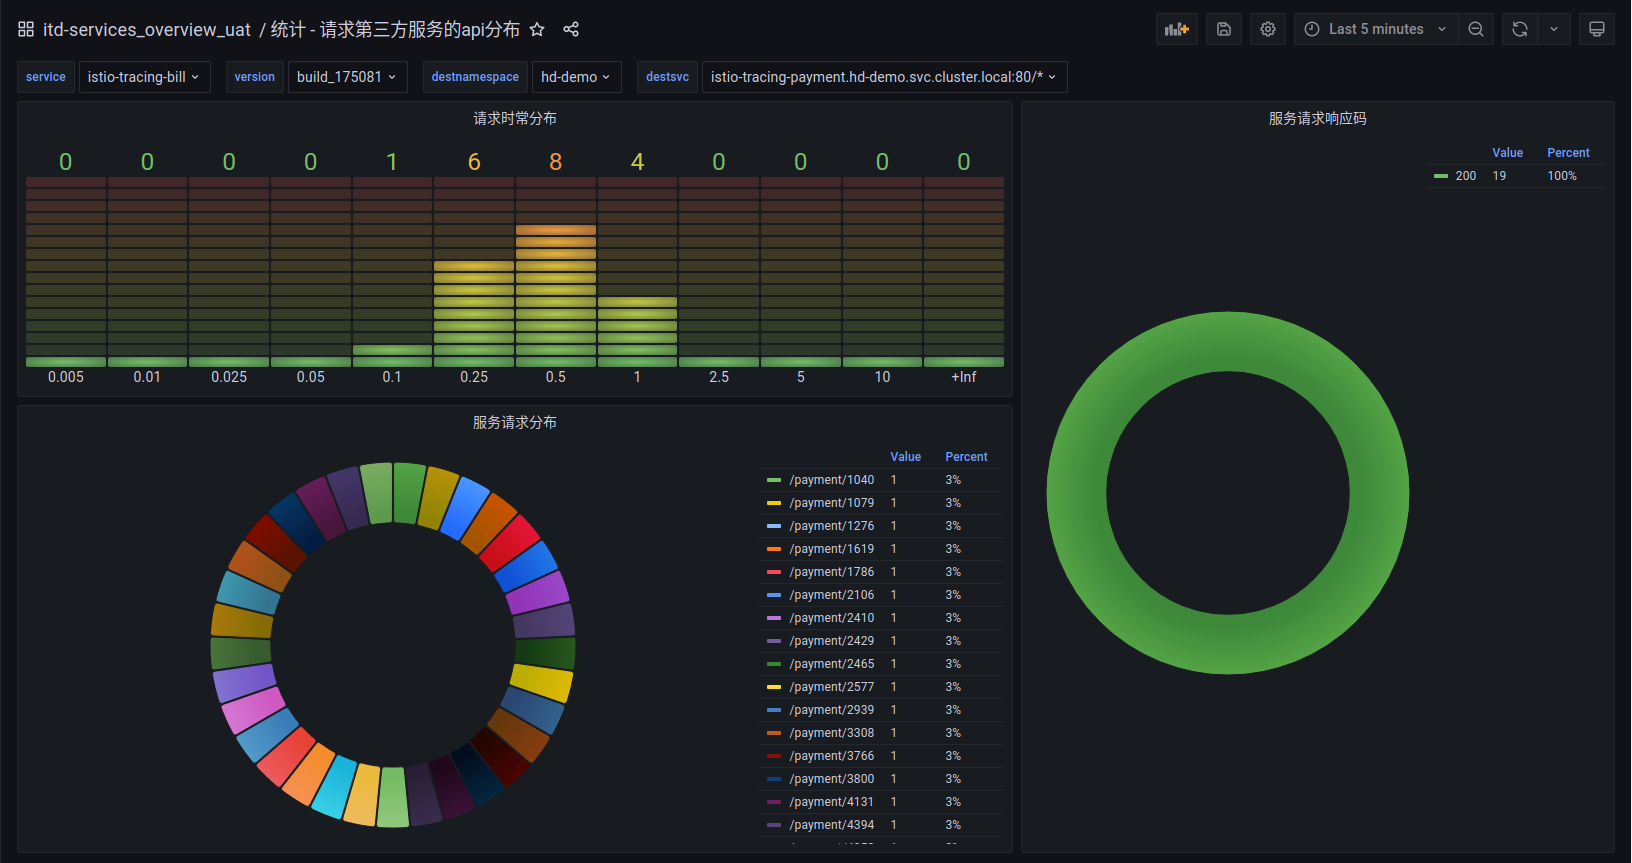 itd-services_overview_uat / 统计 - 请求第三方服务的api分布
Last 5 minutes
service istio-tracing-bill version build_175081 destnamespace hd-demo destsvc istio-tracing-payment.hd-demo.svc.cluster.local:80/*
请求时常分布
0 0 0 0 1 6 8 4 0 0 0 0
0.005 0.01 0.025 0.05 0.1 0.25 0.5 1 2.5 5 10 +Inf
服务请求分布
Value Percent
/payment/1040 1 3%
/payment/1079 1 3%
/payment/1276 1 3%
/payment/1619 1 3%
/payment/1786 1 3%
/payment/2106 1 3%
/payment/2410 1 3%
/payment/2429 1 3%
/payment/2465 1 3%
/payment/2577 1 3%
/payment/2939 1 3%
/payment/3308 1 3%
/payment/3766 1 3%
/payment/3800 1 3%
/payment/4131 1 3%
/payment/4394 1 3%
服务请求响应码
Value Percent
200 19 100%